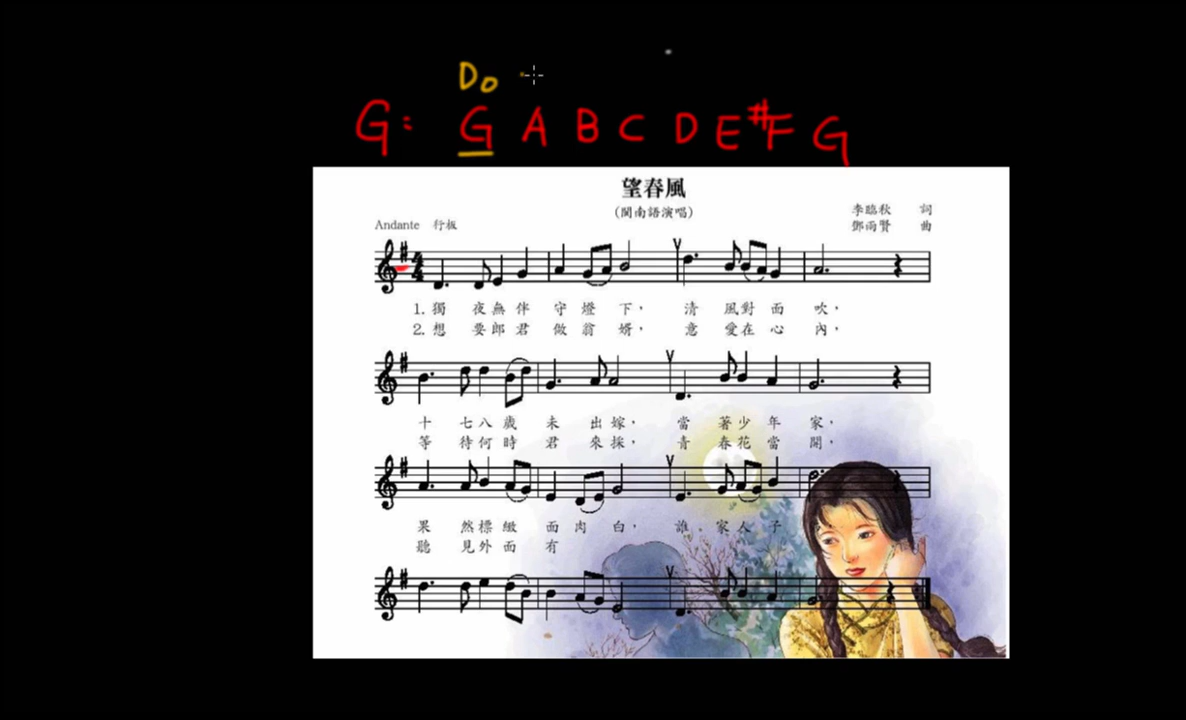 Do
G: G A B C D E #F G
望春風
(閩南語演唱)
李臨秋 詞
Andante 行板
鄧雨賢 曲
4
4
1. 獨 夜無伴 守燈 下, 清 風對 面 吹,
2. 想 要郎君 做翁 婿, 意 愛在 心 內,
十 七八歲 未 出嫁, 當 著少 年 家,
等 待何時 君 來採, 青 春花 當 開,
果 然標緻 面 肉 白, 誰 家人 子
聽 見外面 有